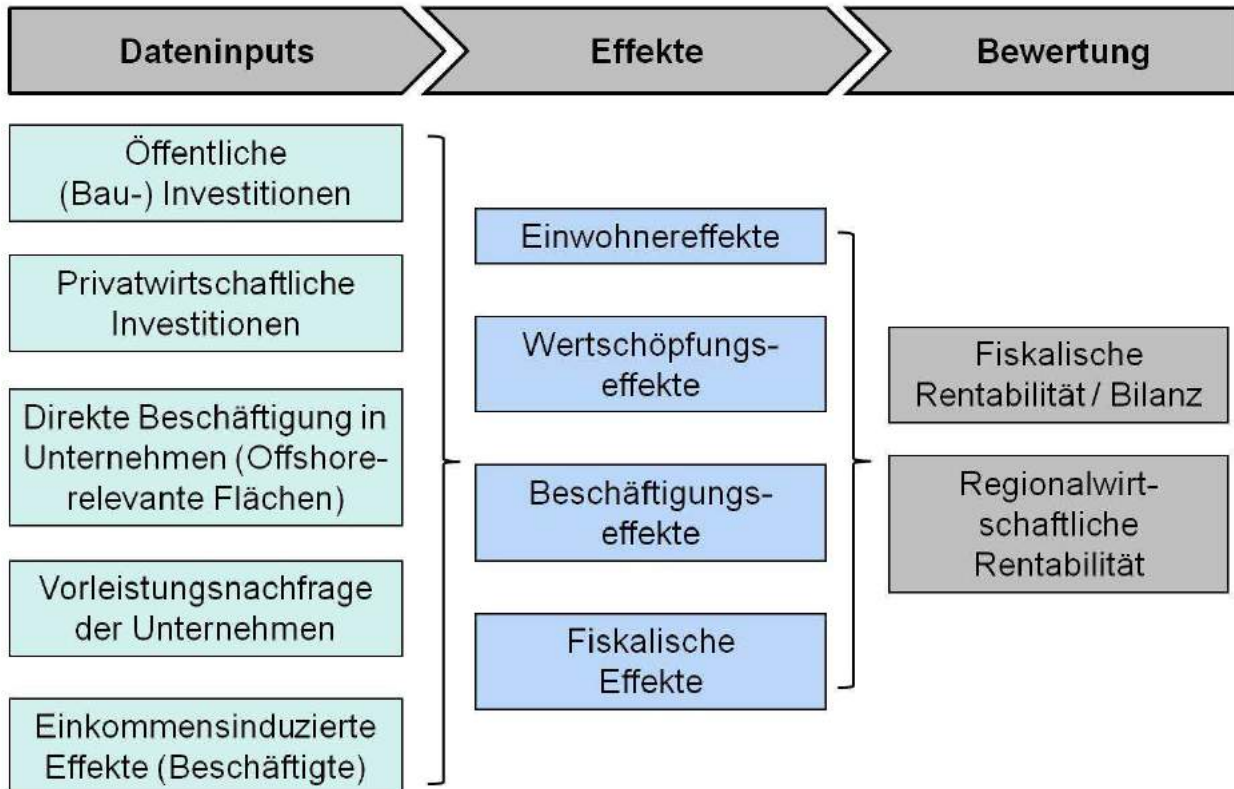 Dateninputs
Effekte
Bewertung
Öffentliche
(Bau-) Investitionen
Privatwirtschaftliche
Investitionen
Direkte Beschäftigung in
Unternehmen (Offshore-
relevante Flächen)
Vorleistungsnachfrage
der Unternehmen
Einkommensinduzierte
Effekte (Beschäftigte)
Einwohnereffekte
Wertschöpfungs-
effekte
Beschäftigungs-
effekte
Fiskalische
Effekte
Fiskalische
Rentabilität / Bilanz
Regionalwirt-
schaftliche
Rentabilität